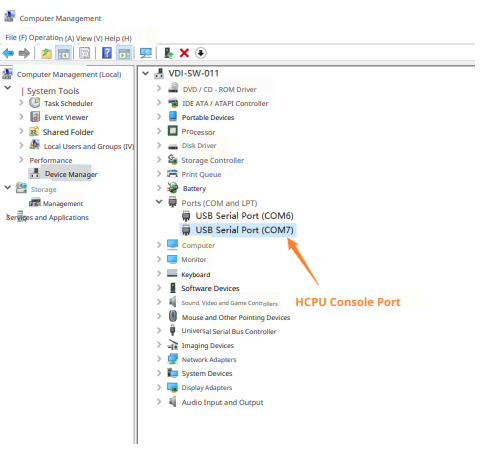 Computer Management
File (F) Operation (A) View (V) Help (H)
Computer Management (Local)
System Tools
Task Scheduler
Event Viewer
Shared Folder
Local Users and Groups (IV)
Performance
Device Manager
Storage
Management
Services and Applications
VDI-SW-011
DVD / CD - ROM Driver
IDE ATA / ATAPI Controller
Portable Devices
Processor
Disk Driver
Storage Controller
Print Queue
Battery
Ports (COM and LPT)
USB Serial Port (COM6)
USB Serial Port (COM7)
Computer
Monitor
Keyboard
Software Devices
Sound, Video and Game Controllers
Mouse and Other Pointing Devices
Universal Serial Bus Controller
Imaging Devices
Network Adapters
System Devices
Display Adapters
Audio Input and Output
HCPU Console Port